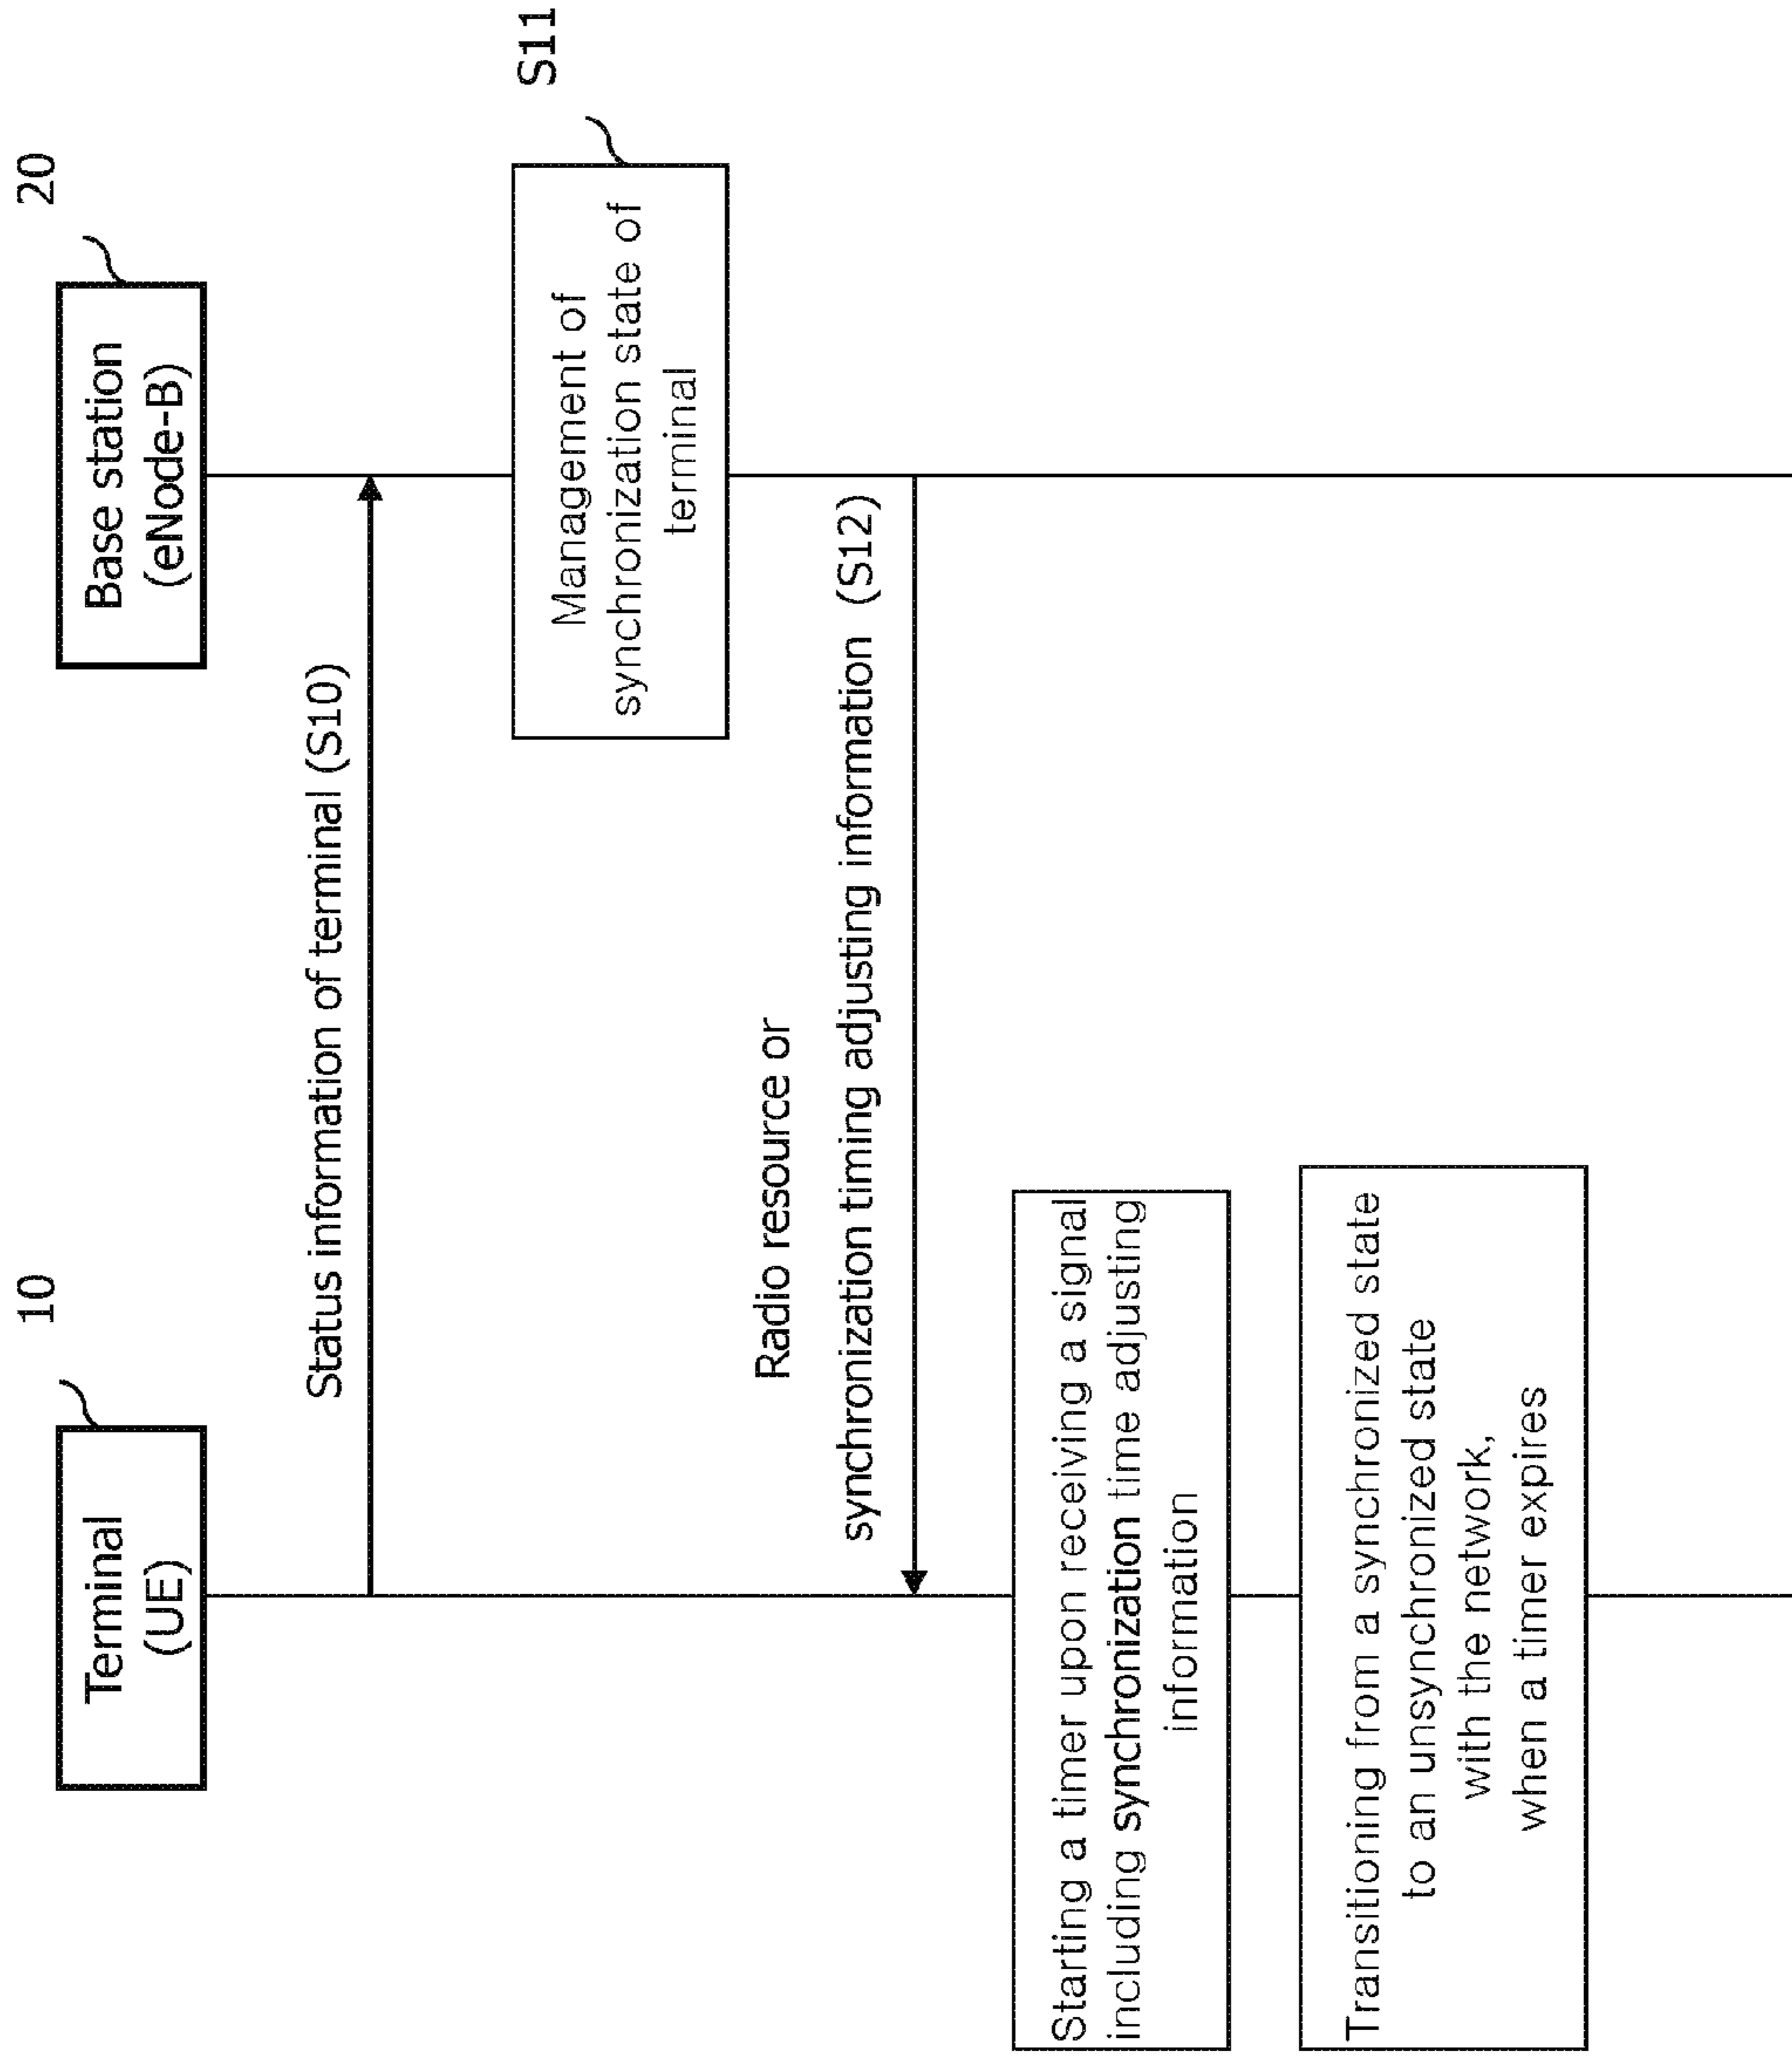 10
Terminal
(UE)
20
Base station
(eNode-B)
Status information of terminal (S10)
S11
Management of
synchronization state of
terminal
Radio resource or
synchronization timing adjusting information (S12)
Starting a timer upon receiving a signal
including synchronization time adjusting
information
Transitioning from a synchronized state
to an unsynchronized state
with the network,
when a timer expires